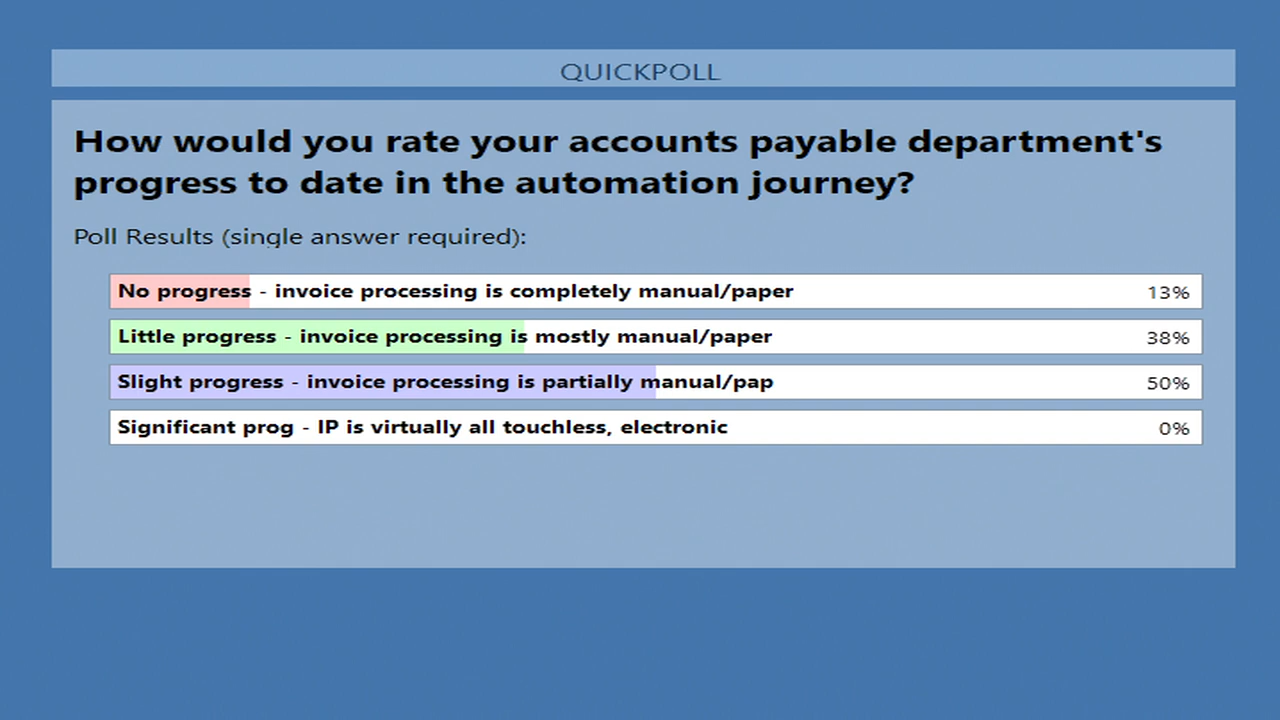 QUICKPOLL
How would you rate your accounts payable department's
progress to date in the automation journey?
Poll Results (single answer required):
No progress - invoice processing is completely manual/paper 13%
Little progress - invoice processing is mostly manual/paper 38%
Slight progress - invoice processing is partially manual/pap 50%
Significant prog - IP is virtually all touchless, electronic 0%